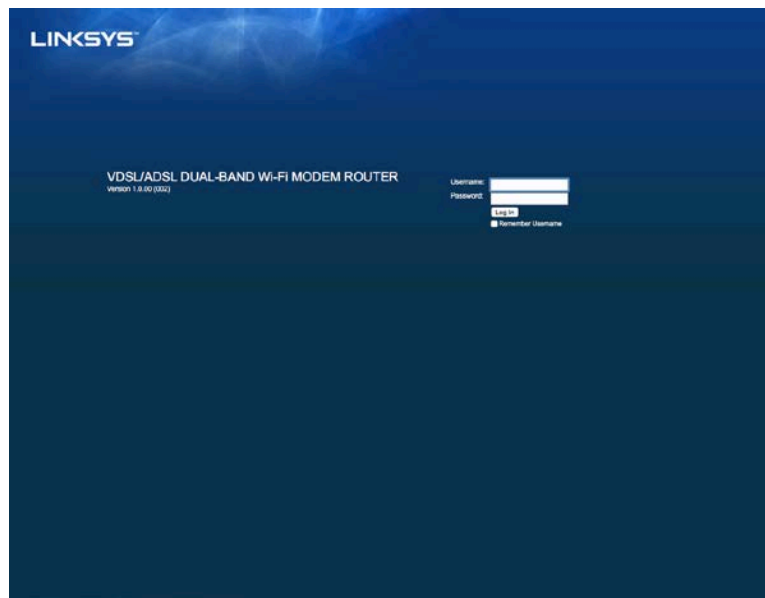 LINKSYS
VDSL/ADSL DUAL-BAND Wi-Fi MODEM ROUTER
Version 1.8.00 (002)
Username:
Password:
Log In
Remember Username